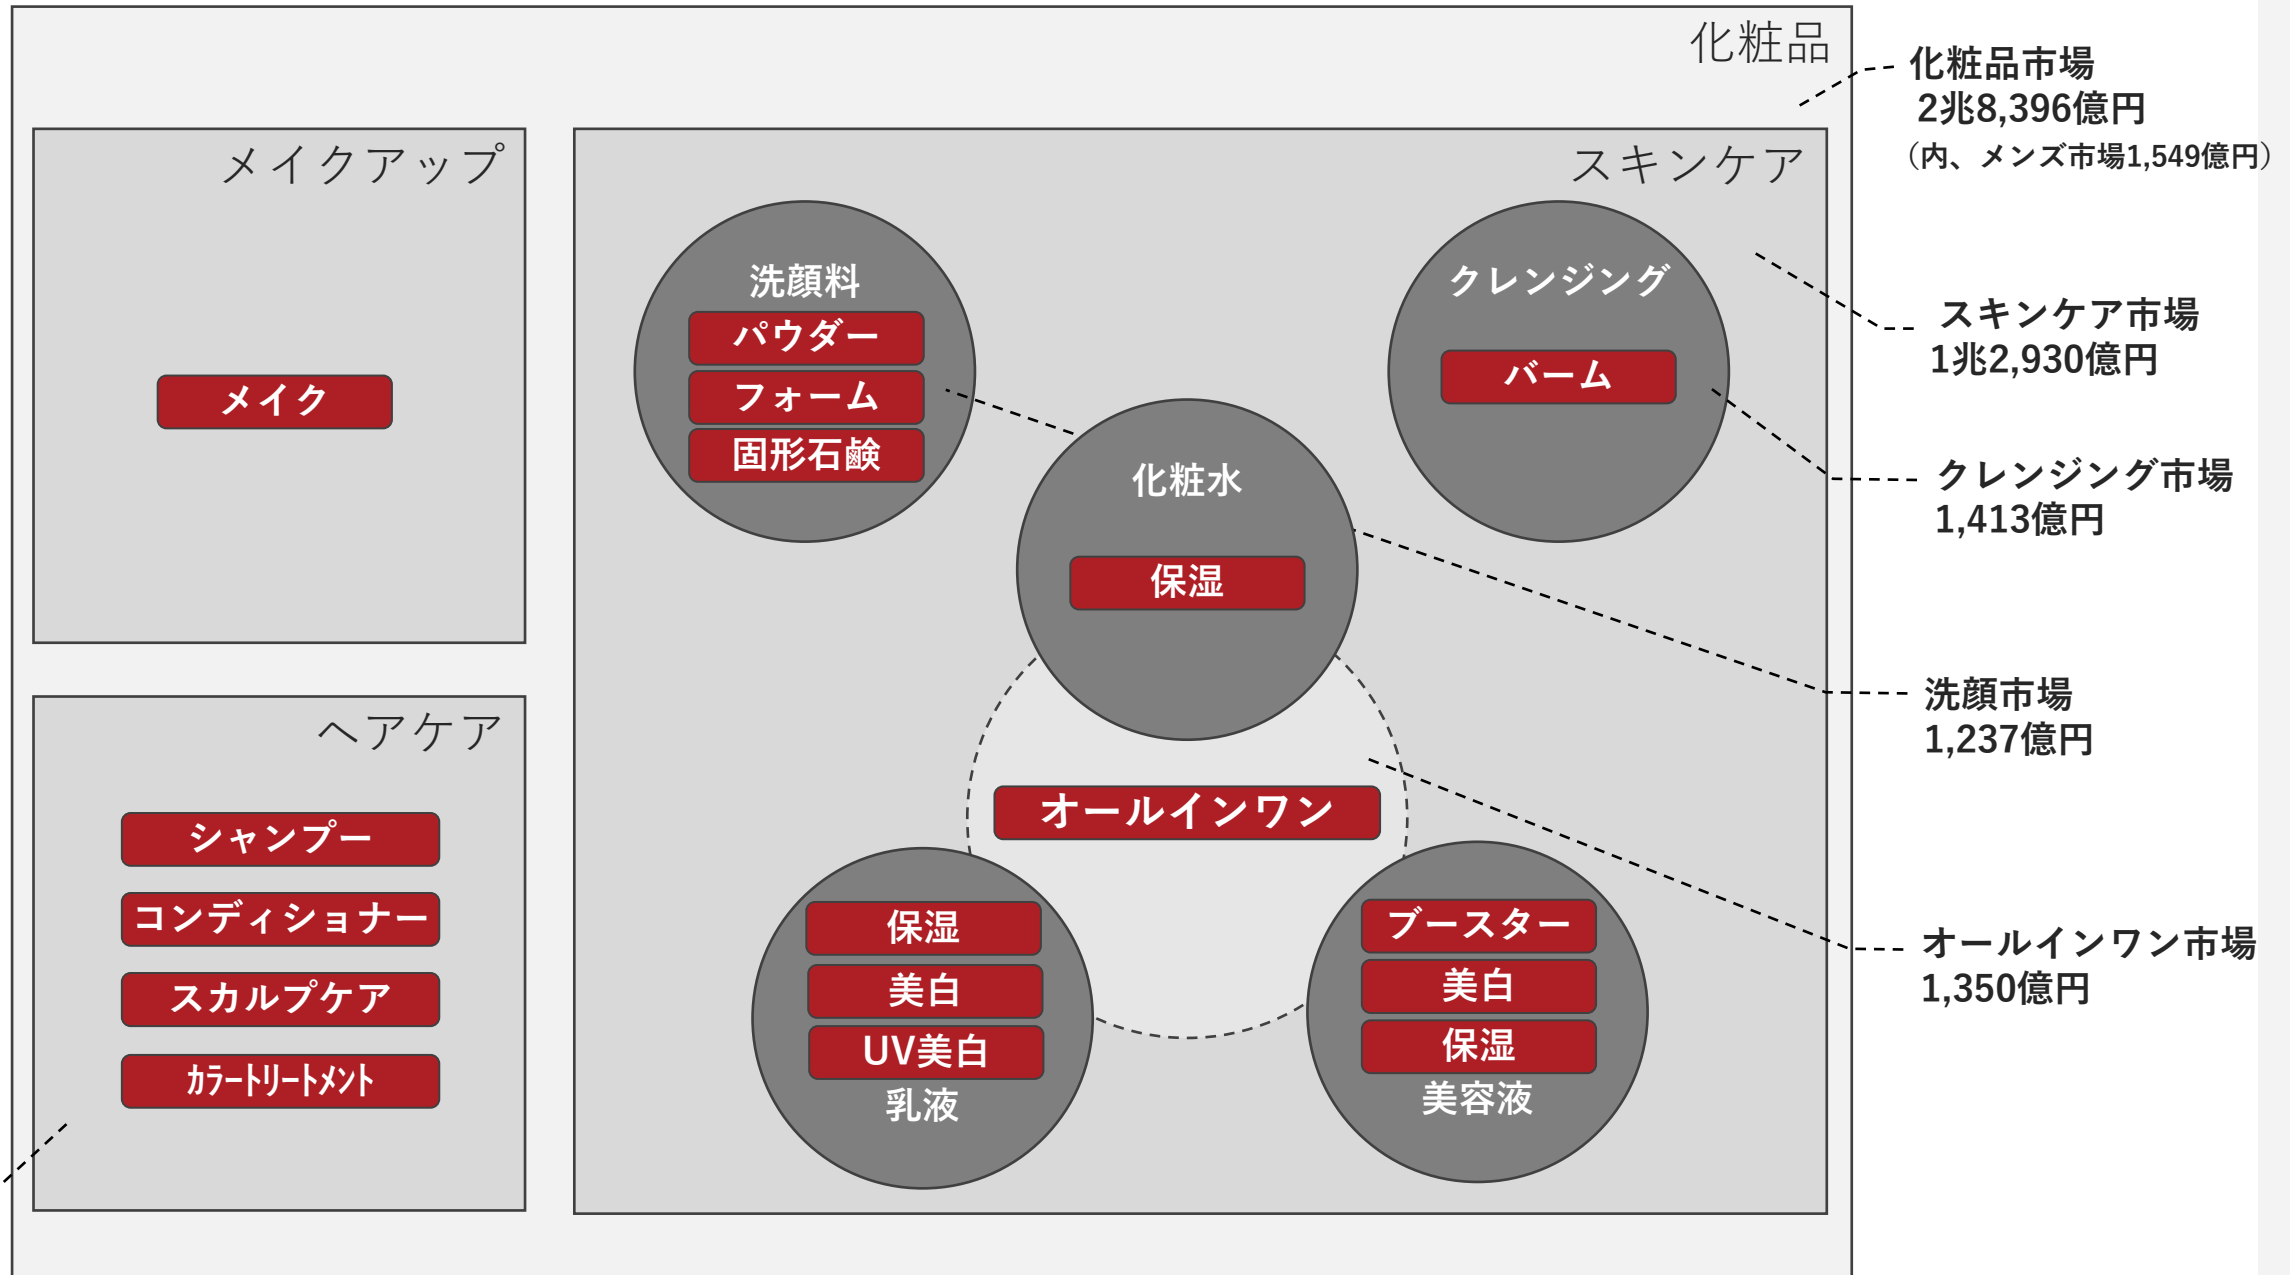 化粧品
メイクアップ
メイク
ヘアケア
シャンプー
コンディショナー
スカルプケア
カラートリートメント
スキンケア
洗顔料
パウダー
フォーム
固形石鹸
クレンジング
バーム
化粧水
保湿
オールインワン
保湿
美白
UV美白
乳液
ブースター
美白
保湿
美容液
化粧品市場
2兆8,396億円
（内、メンズ市場1,549億円）
スキンケア市場
1兆2,930億円
クレンジング市場
1,413億円
洗顔市場
1,237億円
オールインワン市場
1,350億円